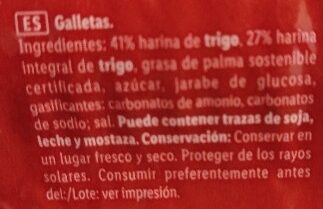 ES Galletas.
Ingredientes: 41% harina de trigo, 27% harina
integral de trigo, grasa de palma sostenible
certificada, azúcar, jarabe de glucosa,
gasificantes: carbonatos de amonio, carbonatos
de sodio; sal. Puede contener trazas de soja,
leche y mostaza. Conservación: Conservar en
un lugar fresco y seco. Proteger de los rayos
solares. Consumir preferentemente antes
del:/Lote: ver impresión.